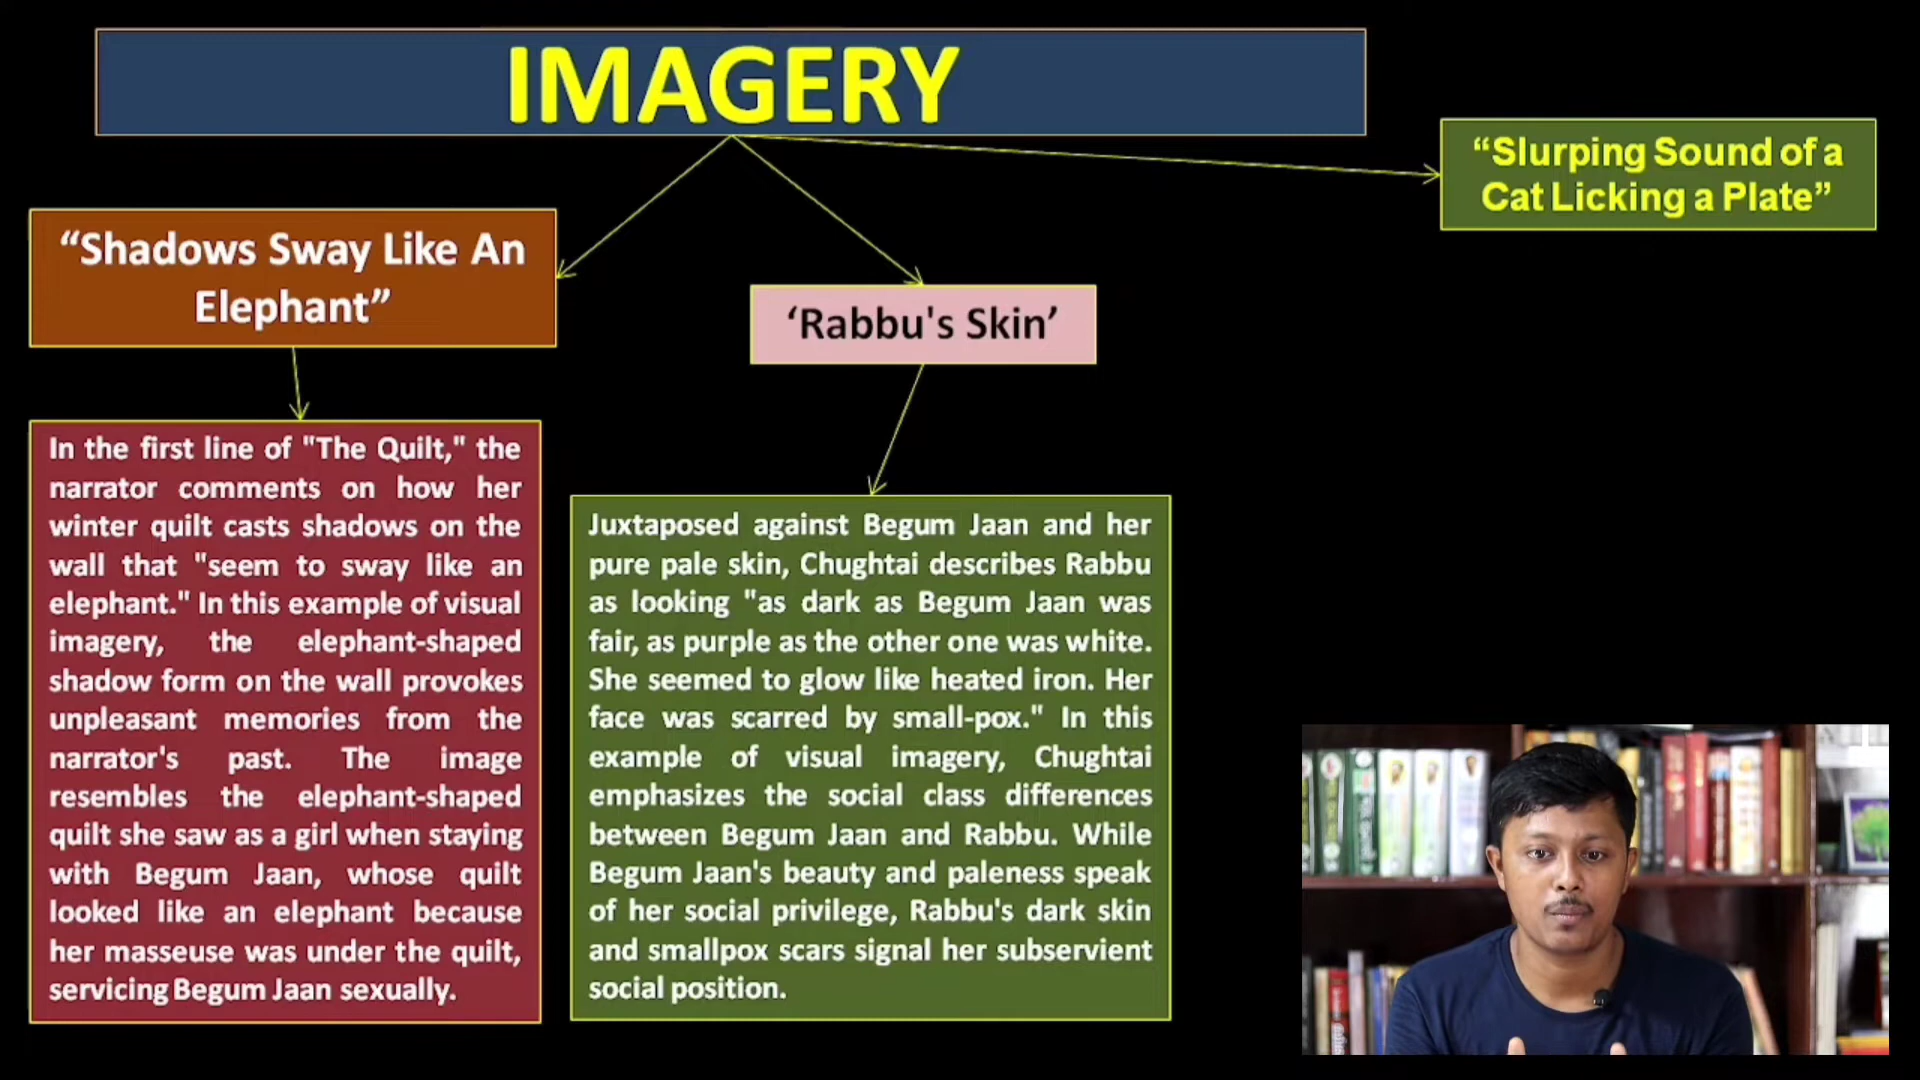 IMAGERY
“Slurping Sound of a
Cat Licking a Plate”
“Shadows Sway Like An
Elephant”
‘Rabbu's Skin’
In the first line of "The Quilt," the
narrator comments on how her
winter quilt casts shadows on the
wall that "seem to sway like an
elephant." In this example of visual
imagery, the elephant-shaped
shadow form on the wall provokes
unpleasant memories from the
narrator's past. The image
resembles the elephant-shaped
quilt she saw as a girl when staying
with Begum Jaan, whose quilt
looked like an elephant because
her masseuse was under the quilt,
servicing Begum Jaan sexually.
Juxtaposed against Begum Jaan and her
pure pale skin, Chughtai describes Rabbu
as looking "as dark as Begum Jaan was
fair, as purple as the other one was white.
She seemed to glow like heated iron. Her
face was scarred by small-pox." In this
example of visual imagery, Chughtai
emphasizes the social class differences
between Begum Jaan and Rabbu. While
Begum Jaan's beauty and paleness speak
of her social privilege, Rabbu's dark skin
and smallpox scars signal her subservient
social position.